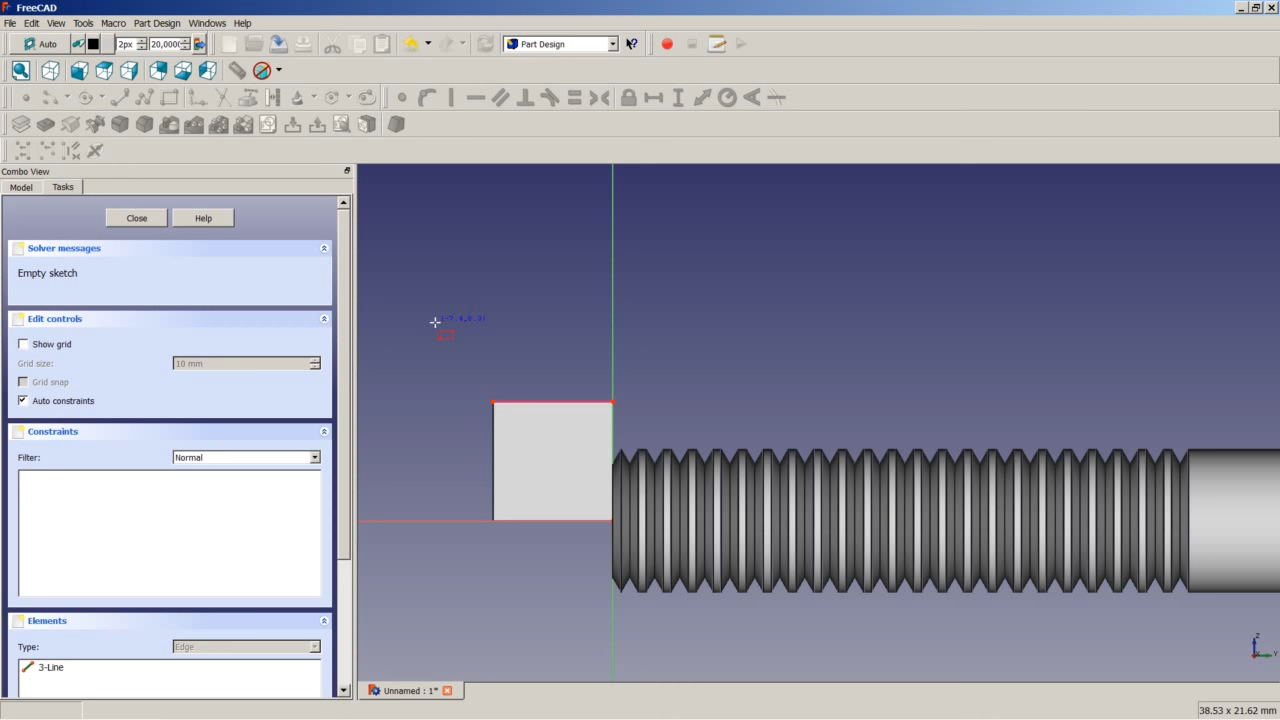 FreeCAD
File Edit View Tools Macro Part Design Windows Help
Auto 2px 20,0000 Part Design
Combo View
Model Tasks
Close Help
Solver messages
Empty sketch
Edit controls
Show grid
Grid size: 10 mm
Grid snap
Auto constraints
Constraints
Filter: Normal
Elements
Type: Edge
3-Line
Z
Y
Unnamed : 1*
38.53 x 21.62 mm